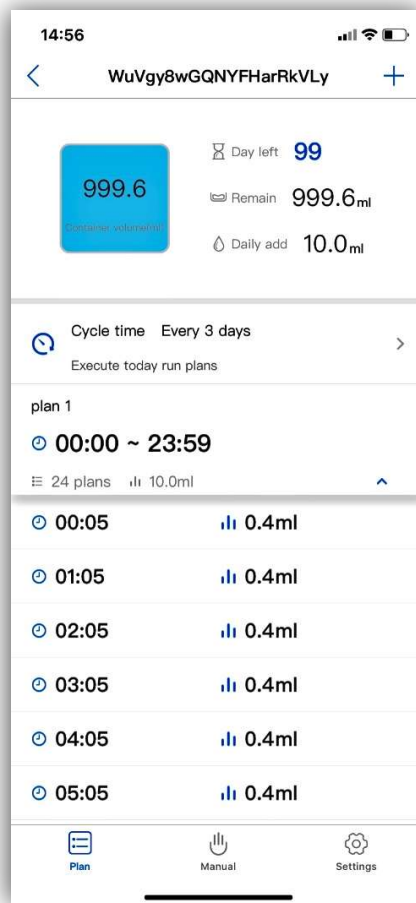 14:56
WuVgy8wGQNYFHarRkVLy
Day left 99
999.6
Container volume(ml)
Remain 999.6ml
Daily add 10.0ml
Cycle time Every 3 days
Execute today run plans
plan 1
00:00 ~ 23:59
24 plans 10.0ml
00:05 0.4ml
01:05 0.4ml
02:05 0.4ml
03:05 0.4ml
04:05 0.4ml
05:05 0.4ml
Plan Manual Settings